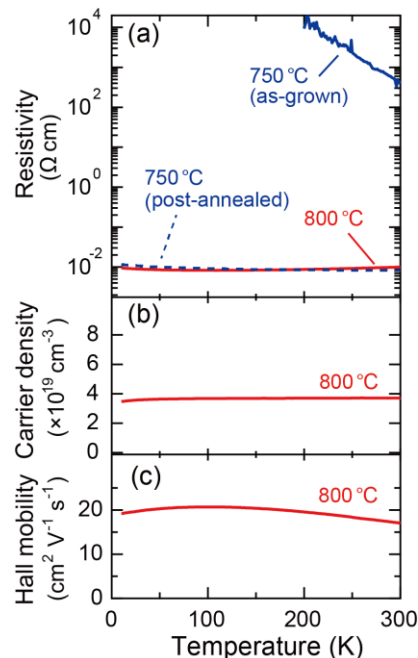 (a)
10⁴
10²
10⁰
10⁻²
Resistivity
(Ω cm)
750 °C
(as-grown)
750 °C
(post-annealed)
800 °C
(b)
8
6
4
2
0
Carrier density
(×10¹⁹ cm⁻³)
800 °C
(c)
20
10
0
Hall mobility
(cm² V⁻¹ s⁻¹)
800 °C
0
100
200
300
Temperature (K)